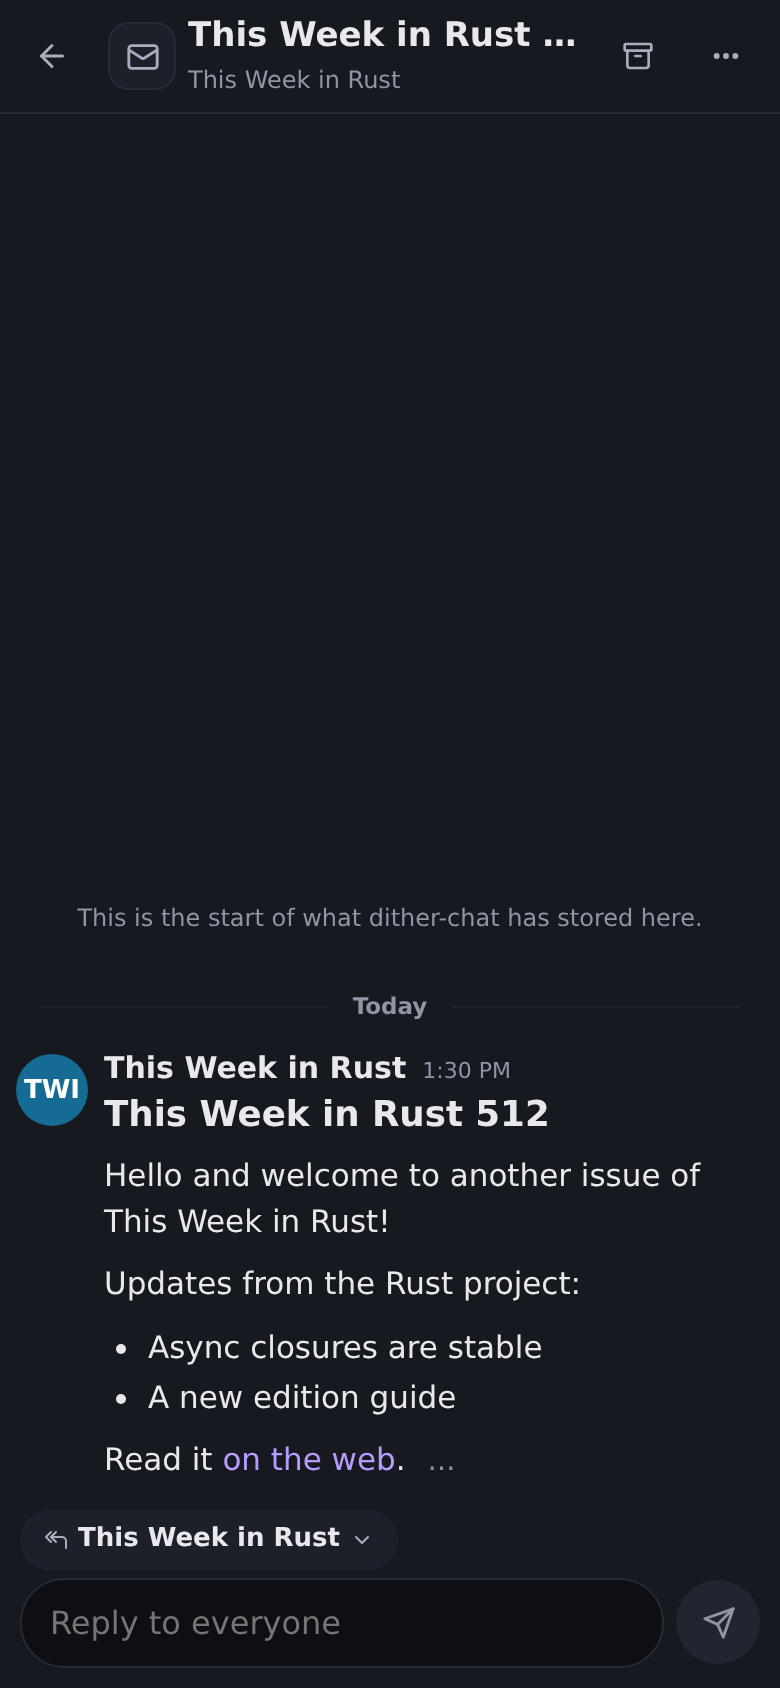 This Week in Rust ...
This Week in Rust
This is the start of what dither-chat has stored here.
Today
TWI
This Week in Rust 1:30 PM
This Week in Rust 512
Hello and welcome to another issue of
This Week in Rust!
Updates from the Rust project:
• Async closures are stable
• A new edition guide
Read it on the web. ...
This Week in Rust
Reply to everyone